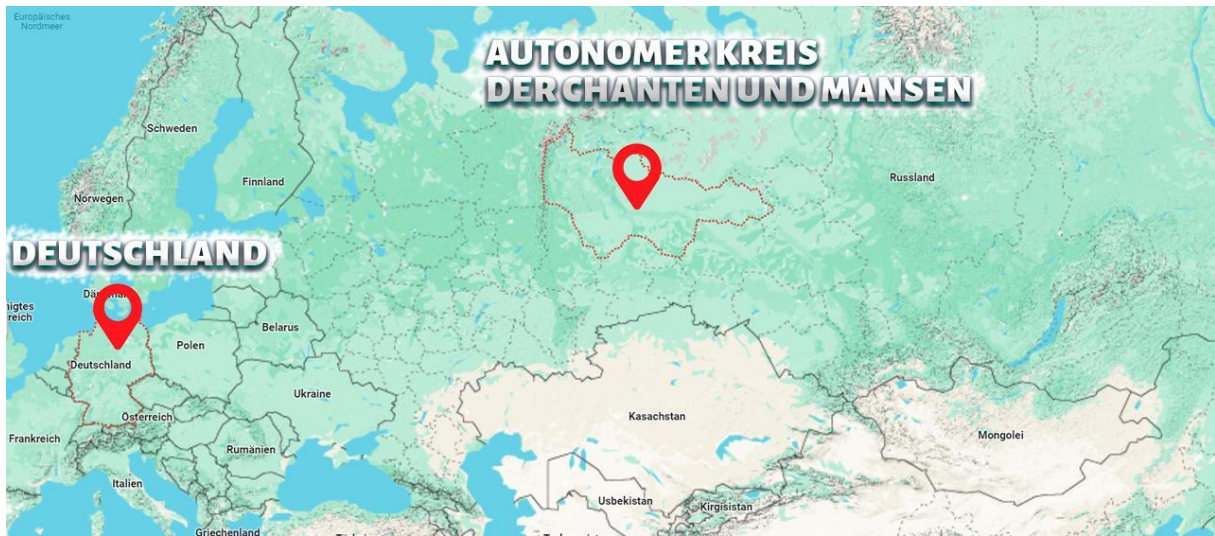 Europäisches
Nordmeer
AUTONOMER KREIS
DER CHANTEN UND MANSEN
Schweden
Finnland
Russland
Norwegen
DEUTSCHLAND
Belarus
Polen
Deutschland
Ukraine
Österreich
Kasachstan
Frankreich
Mongolei
Rumänien
Italien
Usbekistan
Kirgisistan
Griechenland